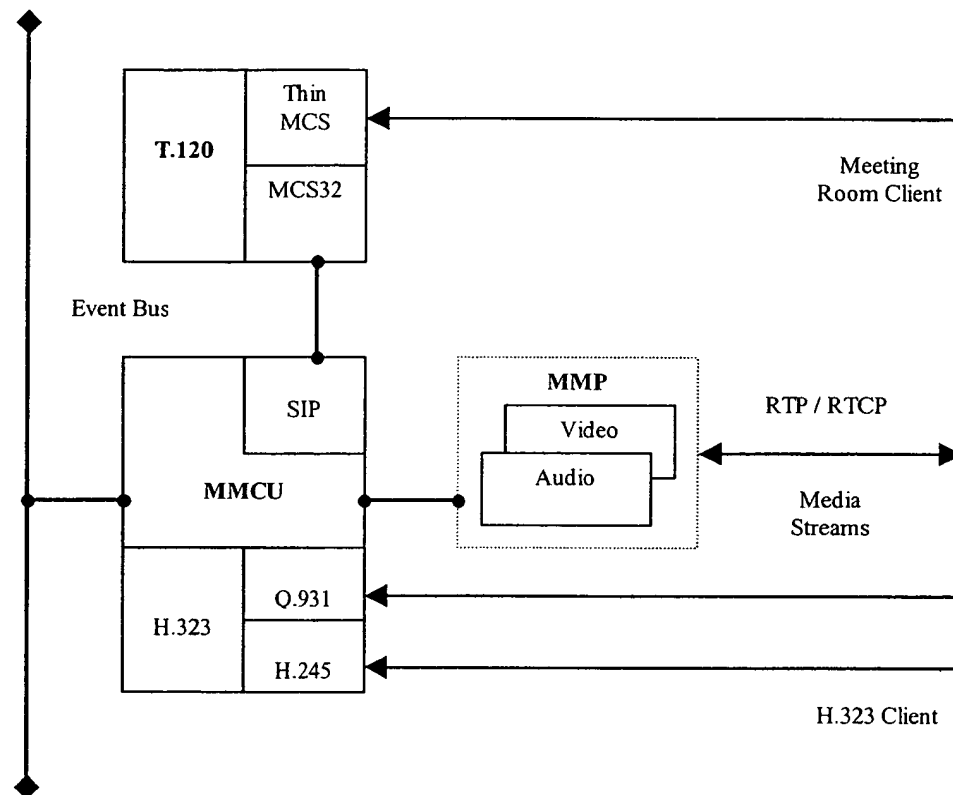 Thin
MCS
T.120
MCS32
Meeting
Room Client
Event Bus
SIP
MMP
Video
Audio
RTP / RTCP
MMCU
Media
Streams
Q.931
H.323
H.245
H.323 Client